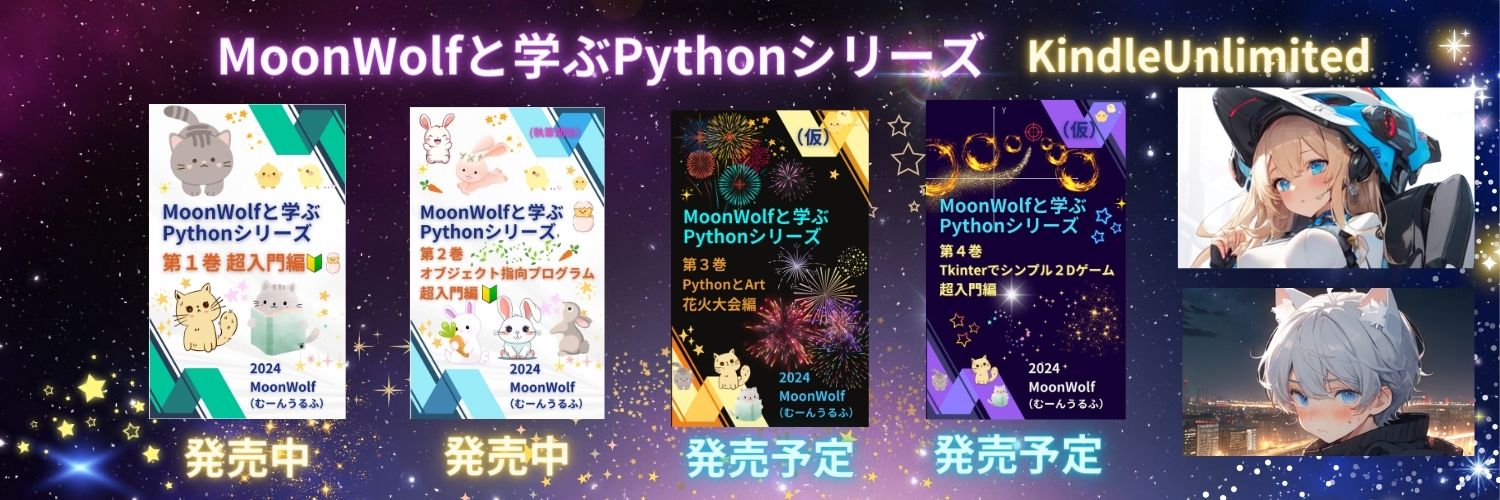 MoonWolfと学ぶPythonシリーズ KindleUnlimited
MoonWolfと学ぶ
Pythonシリーズ
第１巻 超入門編🔰
2024
MoonWolf
（むーんうるふ）
発売中
MoonWolfと学ぶ
Pythonシリーズ
第２巻
オブジェクト指向プログラム
超入門編🔰
2024
MoonWolf
（むーんうるふ）
発売中
（仮）
MoonWolfと学ぶ
Pythonシリーズ
第３巻
PythonとArt
花火大会編
2024
MoonWolf
（むーんうるふ）
発売予定
（仮）
Y
MoonWolfと学ぶ
Pythonシリーズ
第４巻
Tkinterでシンプル２Dゲーム
超入門編
2024
MoonWolf
（むーんうるふ）
発売予定